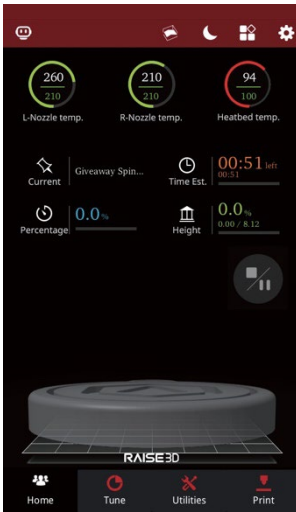 260
210
L-Nozzle temp.
210
210
R-Nozzle temp.
94
100
Heatbed temp.
Current
Giveaway Spin...
Time Est.
00:51 left
00:51
Percentage
0.0%
Height
0.0%
0.00 / 8.12
RAISE3D
Home
Tune
Utilities
Print